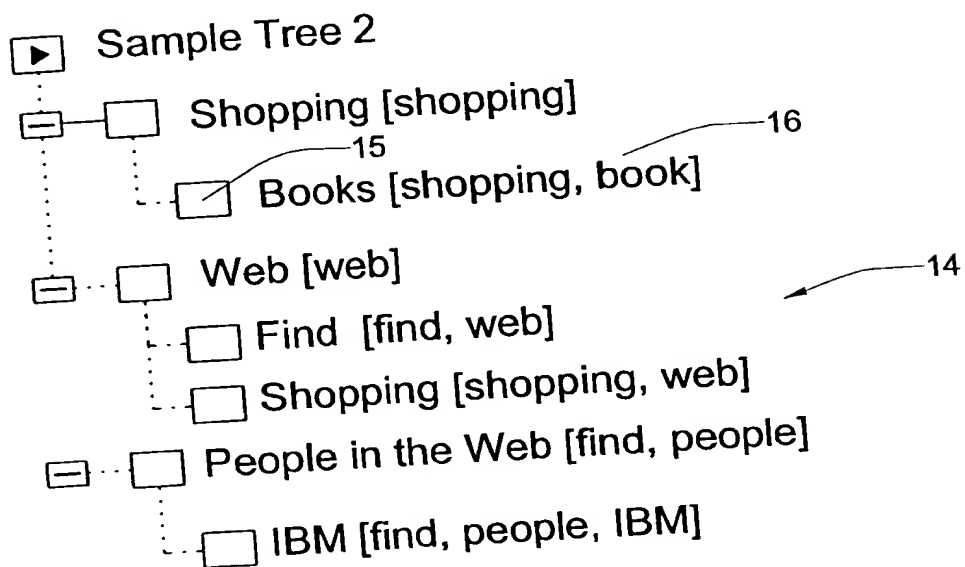 Sample Tree 2
Shopping [shopping]
16
15
Books [shopping, book]
Web [web]
14
Find [find, web]
Shopping [shopping, web]
People in the Web [find, people]
IBM [find, people, IBM]